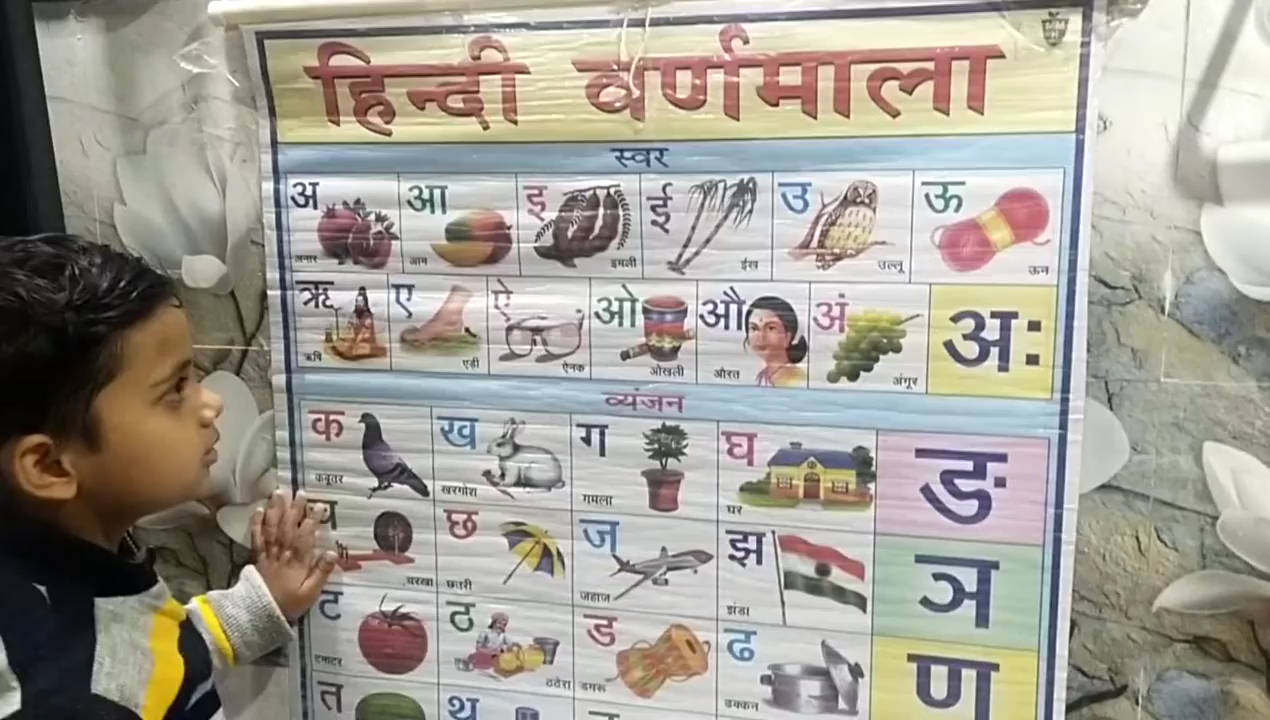 हिन्दी वर्णमाला
स्वर
अ आ इ ई उ ऊ
अनार आम इमली ईख उल्लू ऊन
ऋ ए ऐ ओ औ अं अः
ऋषि एड़ी ऐनक ओखली औरत अंगूर
व्यंजन
क ख ग घ ङ
कबूतर खरगोश गमला घर
च छ ज झ ञ
चरखा छतरी जहाज झंडा
ट ठ ड ढ ण
टमाटर ठठेरा डमरू ढक्कन
त थ